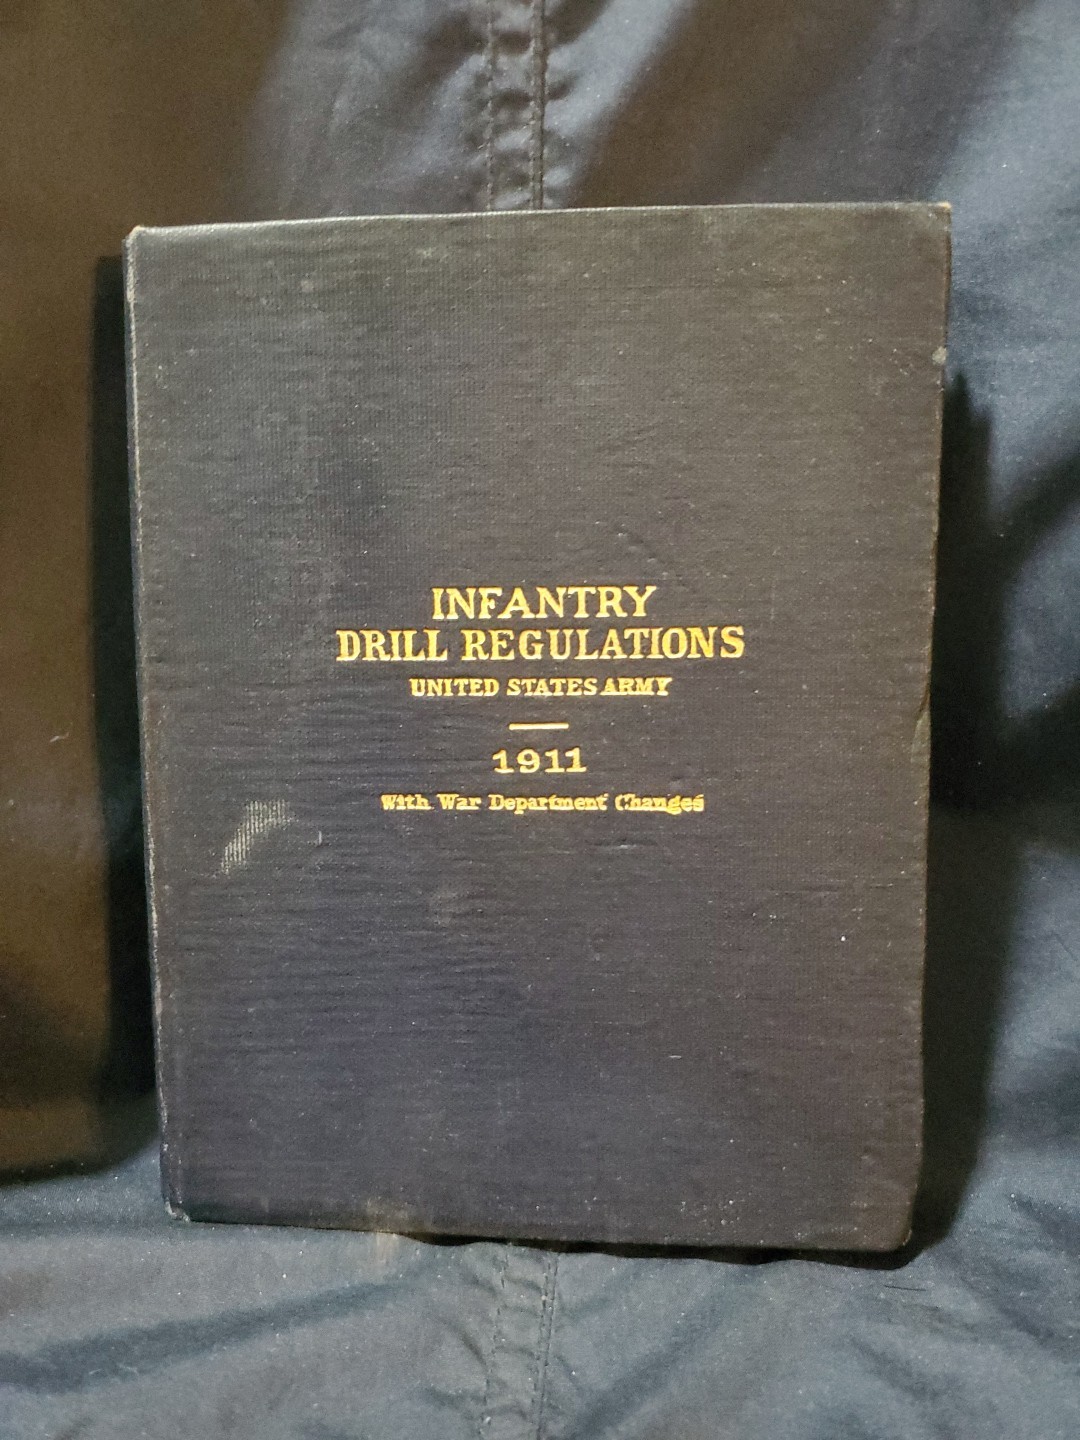 INFANTRY
DRILL REGULATIONS
UNITED STATES ARMY
1911
With War Department Changes